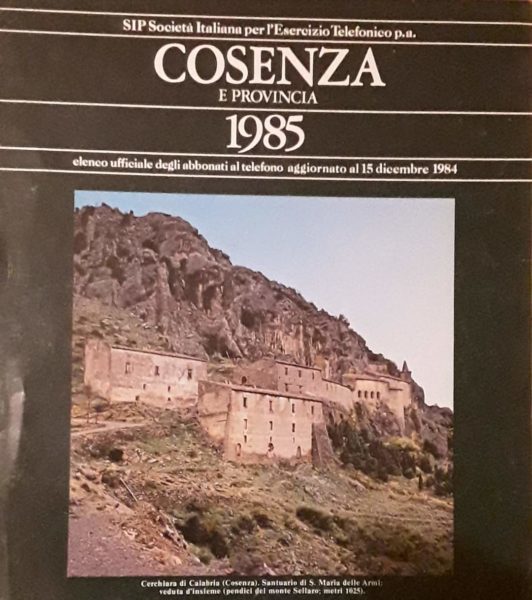 SIP Società Italiana per l'Esercizio Telefonico p.a.
COSENZA
E PROVINCIA
1985
elenco ufficiale degli abbonati al telefono aggiornato al 15 dicembre 1984
Cerchiara di Calabria (Cosenza). Santuario di S. Maria delle Armi:
veduta d'insieme (pendici del monte Sellaro; metri 1025).